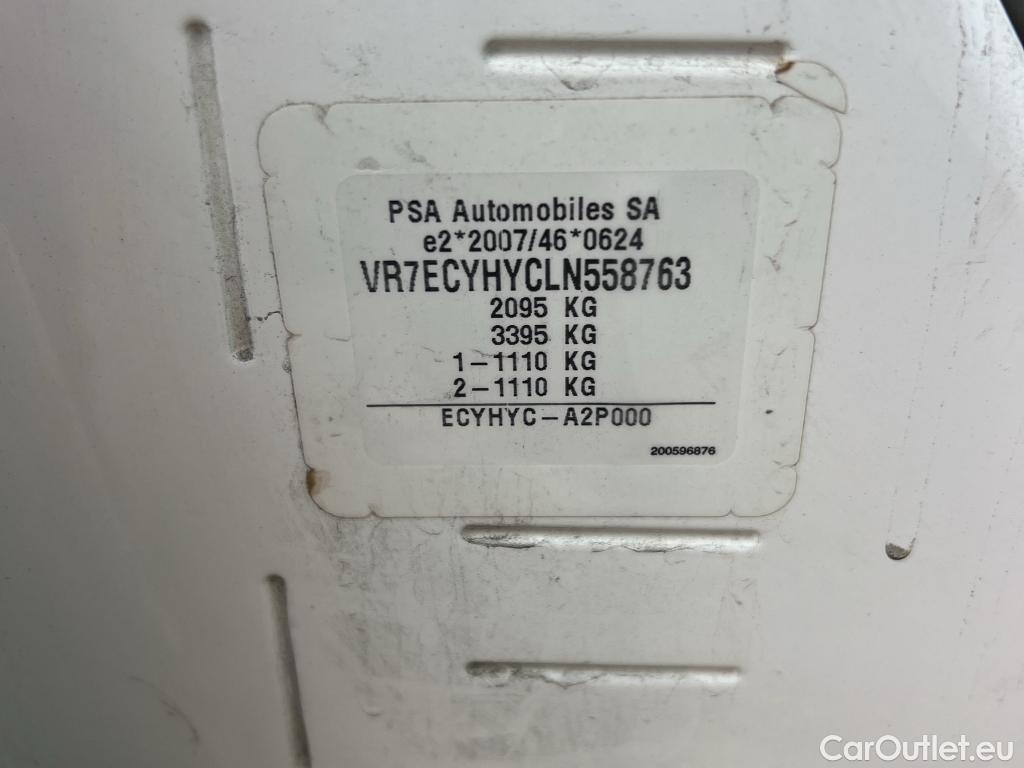 PSA Automobiles SA
e2*2007/46*0624
VR7ECYHYCLN558763
2095 KG
3395 KG
1-1110 KG
2-1110 KG
ECYHYC-A2P000
200596876
CarOutlet.eu